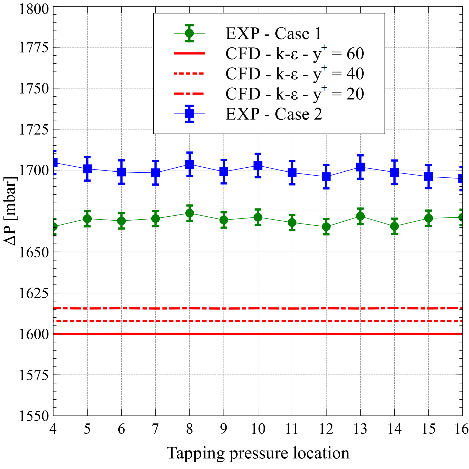 EXP - Case 1
CFD - k-ε - y+ = 60
CFD - k-ε - y+ = 40
CFD - k-ε - y+ = 20
EXP - Case 2
1800
1775
1750
1725
1700
1675
1650
1625
1600
1575
1550
ΔP [mbar]
4 5 6 7 8 9 10 11 12 13 14 15 16
Tapping pressure location